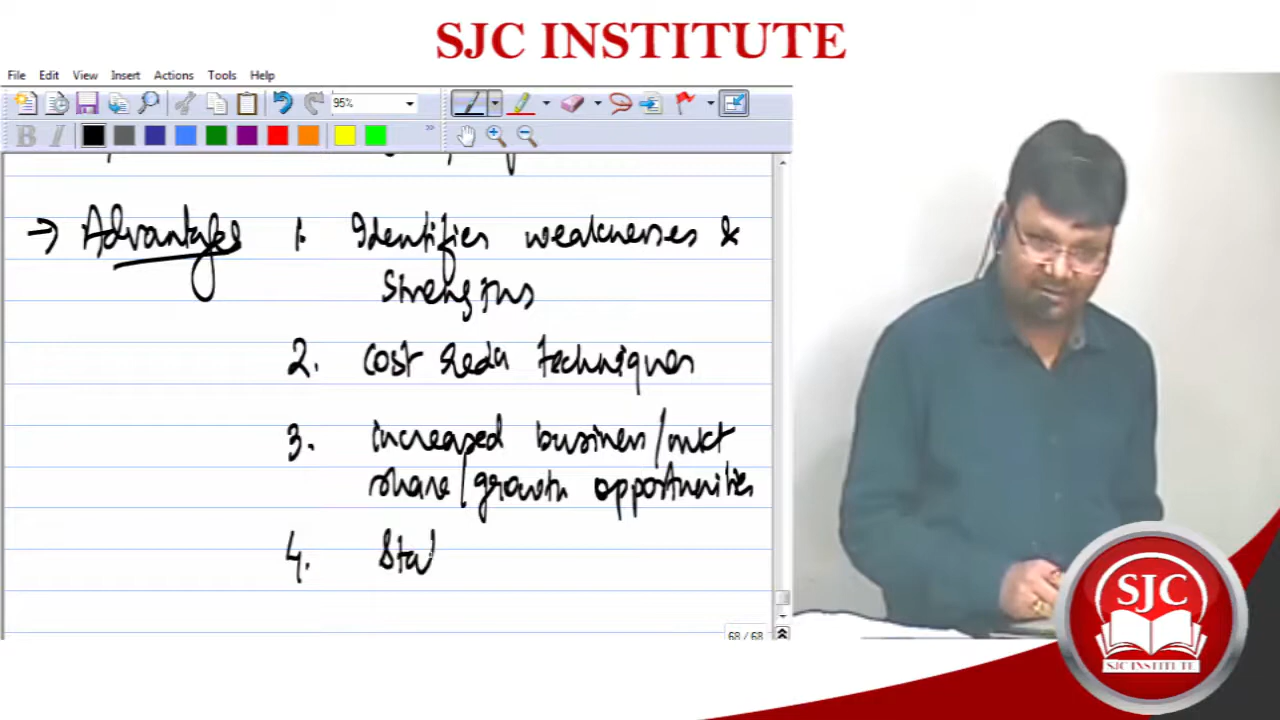 SJC INSTITUTE
File Edit View Insert Actions Tools Help
95%
B I
→ Advantages 1. Identifies weaknesses &
strengths
2. Cost redn techniques
3. increased business/mkt
share/growth opportunities
4. Sta
68 / 68
SJC
SJC INSTITUTE